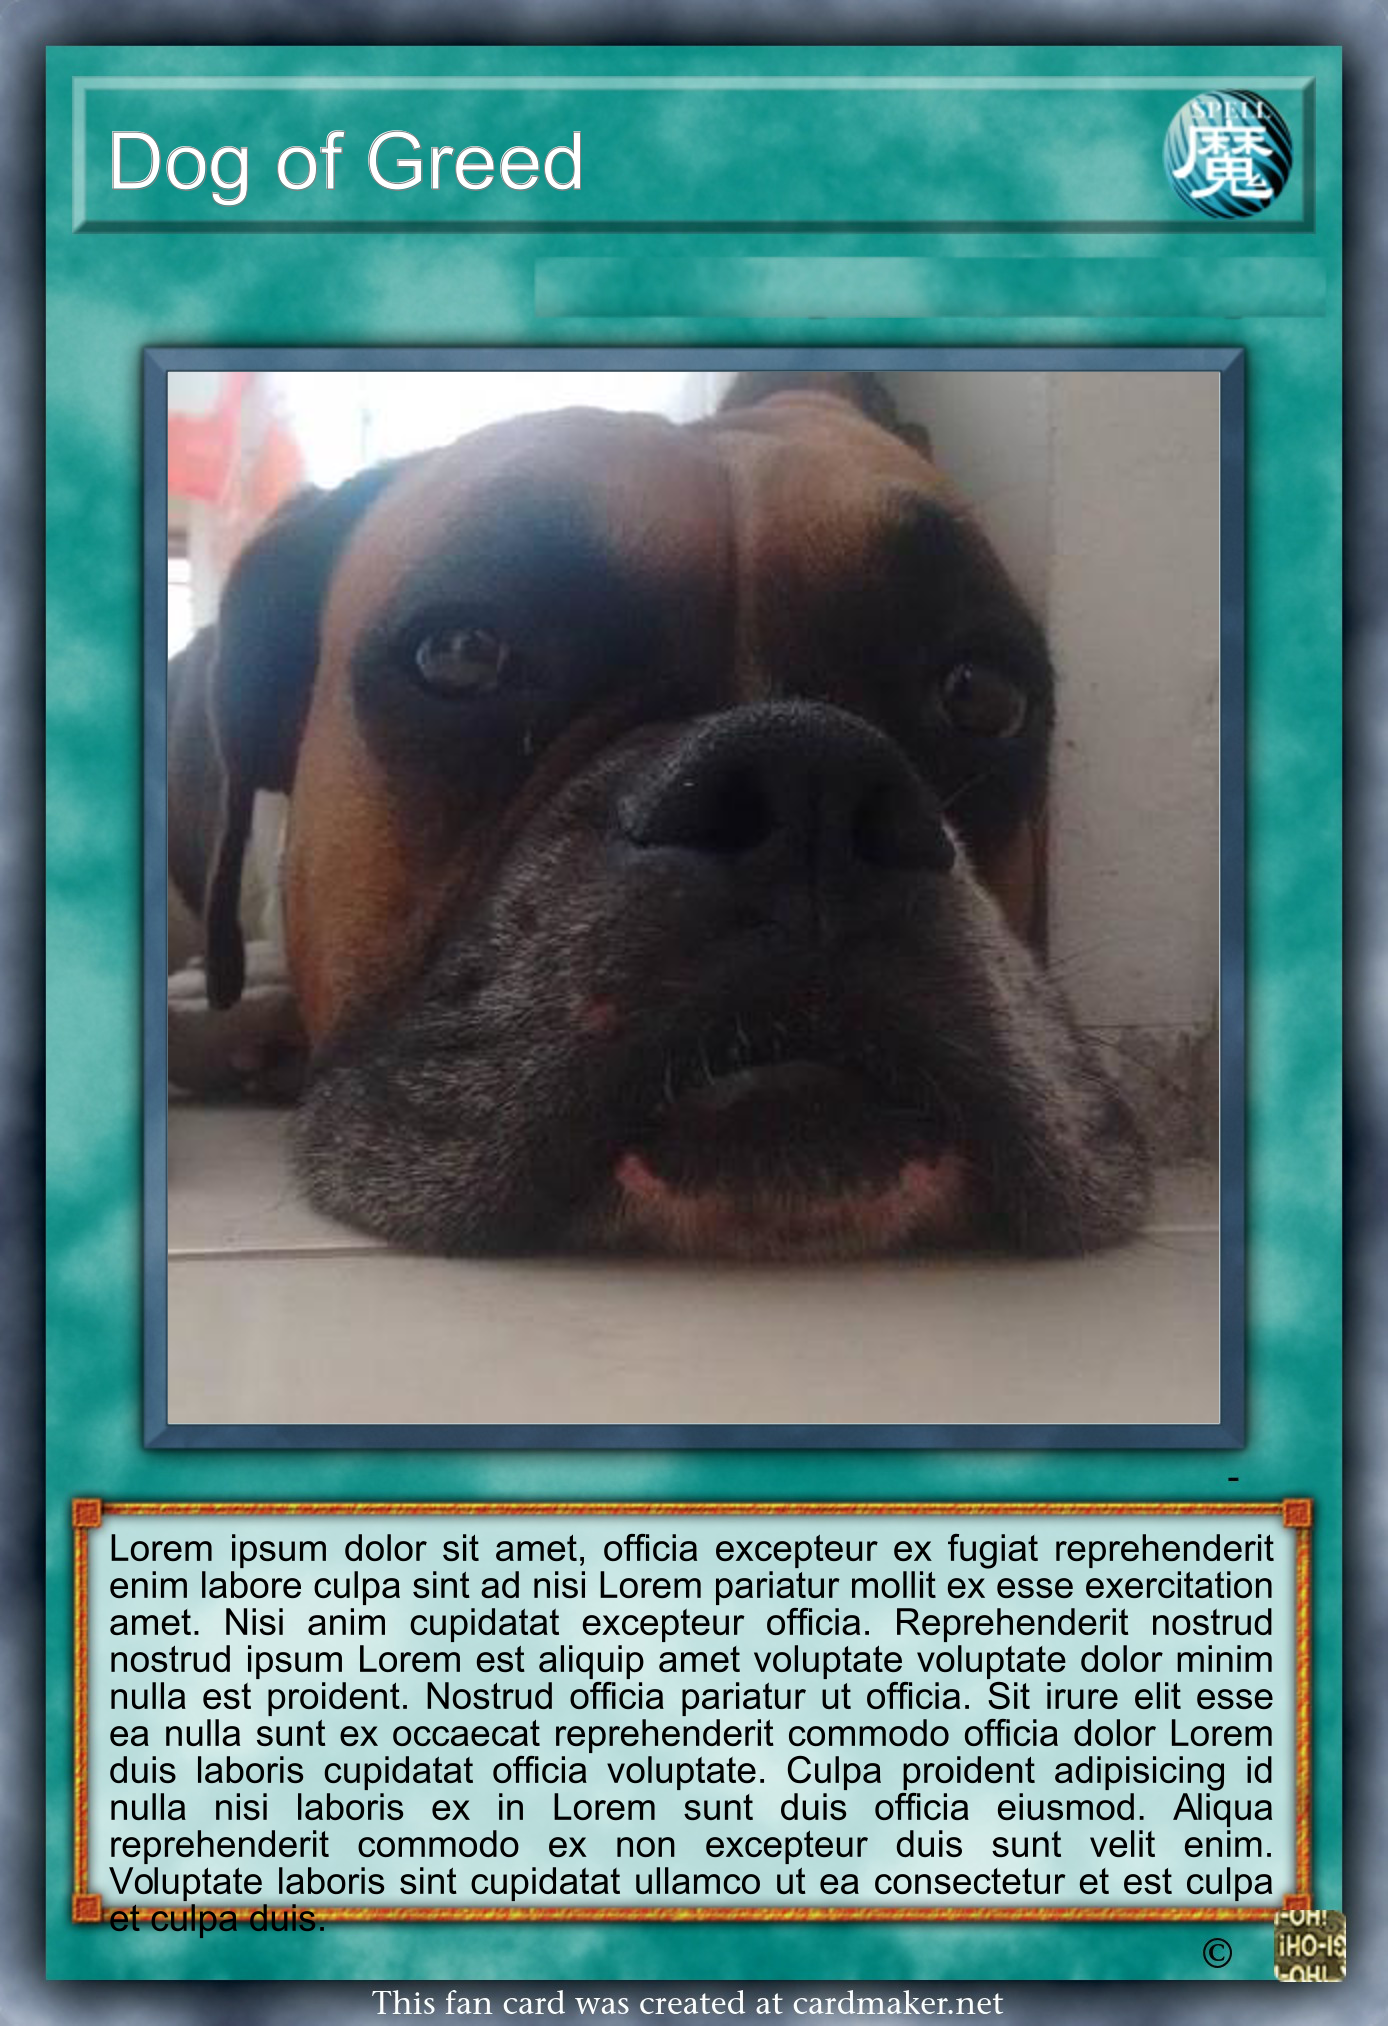 Dog of Greed
SPELL
魔
-
Lorem ipsum dolor sit amet, officia excepteur ex fugiat reprehenderit
enim labore culpa sint ad nisi Lorem pariatur mollit ex esse exercitation
amet. Nisi anim cupidatat excepteur officia. Reprehenderit nostrud
nostrud ipsum Lorem est aliquip amet voluptate voluptate dolor minim
nulla est proident. Nostrud officia pariatur ut officia. Sit irure elit esse
ea nulla sunt ex occaecat reprehenderit commodo officia dolor Lorem
duis laboris cupidatat officia voluptate. Culpa proident adipisicing id
nulla nisi laboris ex in Lorem sunt duis officia eiusmod. Aliqua
reprehenderit commodo ex non excepteur duis sunt velit enim.
Voluptate laboris sint cupidatat ullamco ut ea consectetur et est culpa
et culpa duis.
©
-OH!
iHO-IS
-OH!
This fan card was created at cardmaker.net